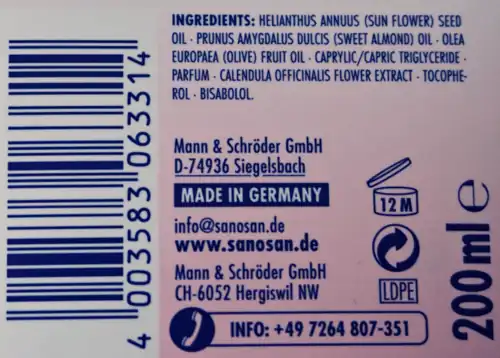 INGREDIENTS: HELIANTHUS ANNUUS (SUN FLOWER) SEED
OIL · PRUNUS AMYGDALUS DULCIS (SWEET ALMOND) OIL · OLEA
EUROPAEA (OLIVE) FRUIT OIL · CAPRYLIC/CAPRIC TRIGLYCERIDE ·
PARFUM · CALENDULA OFFICINALIS FLOWER EXTRACT · TOCOPHE-
ROL · BISABOLOL.
Mann & Schröder GmbH
D-74936 Siegelsbach
MADE IN GERMANY
info@sanosan.de
www.sanosan.de
Mann & Schröder GmbH
CH-6052 Hergiswil NW
INFO: +49 7264 807-351
12 M
LDPE
200 ml e
4 003583 063314